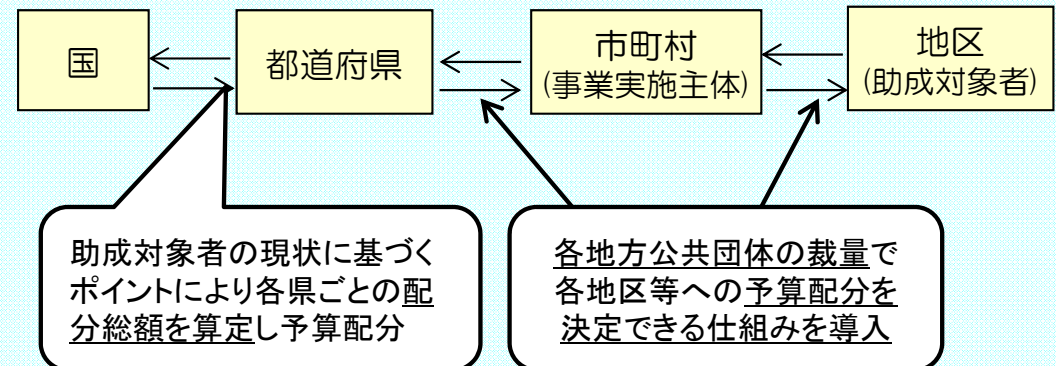 国
都道府県
市町村
(事業実施主体)
地区
(助成対象者)
助成対象者の現状に基づく
ポイントにより各県ごとの配
分総額を算定し予算配分
各地方公共団体の裁量で
各地区等への予算配分を
決定できる仕組みを導入